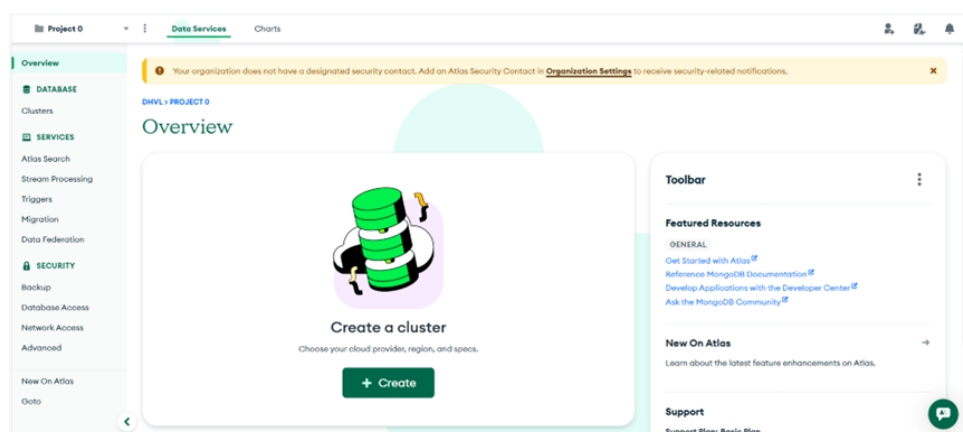 Project 0
Data Services
Charts
Overview
DATABASE
Clusters
SERVICES
Atlas Search
Stream Processing
Triggers
Migration
Data Federation
SECURITY
Backup
Database Access
Network Access
Advanced
New On Atlas
Goto
Your organization does not have a designated security contact. Add an Atlas Security Contact in Organization Settings to receive security-related notifications.
DHVL > PROJECT 0
Overview
Create a cluster
Choose your cloud provider, region, and specs.
+ Create
Toolbar
Featured Resources
GENERAL
Get Started with Atlas
Reference MongoDB Documentation
Develop Applications with the Developer Center
Ask the MongoDB Community
New On Atlas
Learn about the latest feature enhancements on Atlas.
Support
Support Plan: Basic Plan